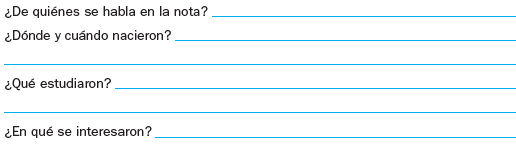 ¿De quiénes se habla en la nota?
¿Dónde y cuándo nacieron?
¿Qué estudiaron?
¿En qué se interesaron?